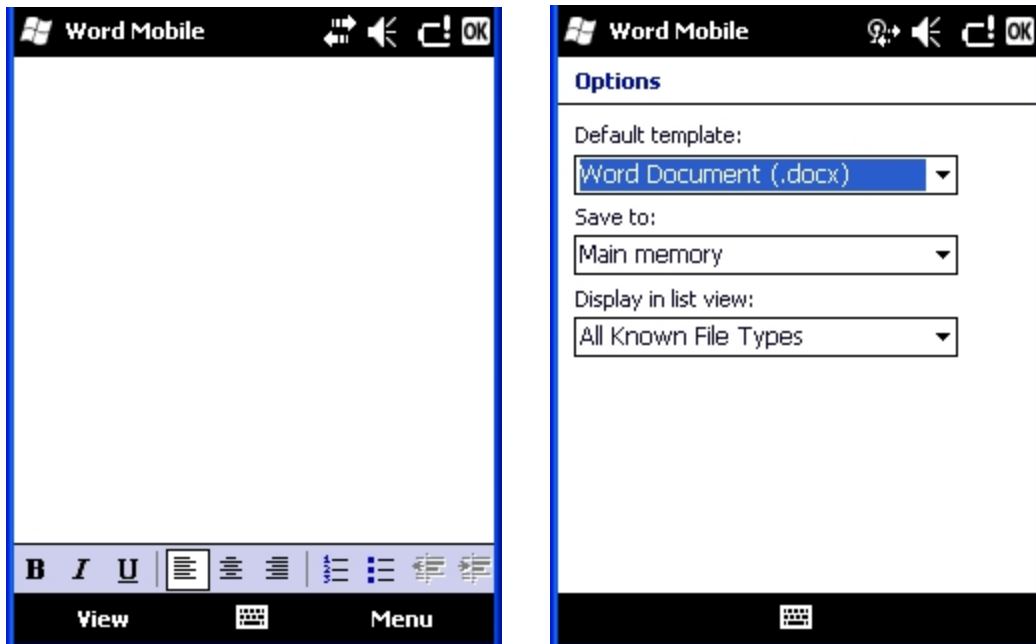 Word Mobile
OK
B I U
View
Menu
Word Mobile
OK
Options
Default template:
Word Document (.docx)
Save to:
Main memory
Display in list view:
All Known File Types